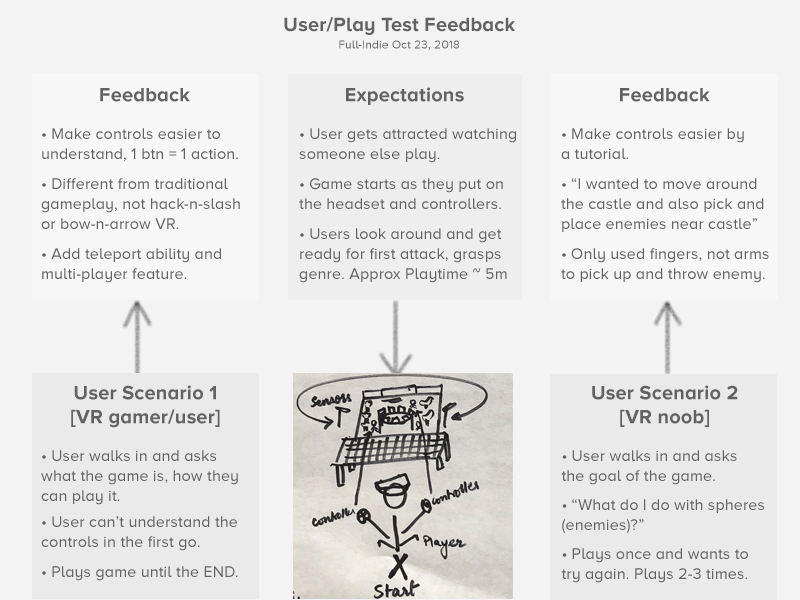 User/Play Test Feedback
Full-Indie Oct 23, 2018
Feedback
• Make controls easier to
understand, 1 btn = 1 action.
• Different from traditional
gameplay, not hack-n-slash
or bow-n-arrow VR.
• Add teleport ability and
multi-player feature.
Expectations
• User gets attracted watching
someone else play.
• Game starts as they put on
the headset and controllers.
• Users look around and get
ready for first attack, grasps
genre. Approx Playtime ~ 5m
Feedback
• Make controls easier by
a tutorial.
• “I wanted to move around
the castle and also pick and
place enemies near castle”
• Only used fingers, not arms
to pick up and throw enemy.
User Scenario 1
[VR gamer/user]
• User walks in and asks
what the game is, how they
can play it.
• User can’t understand the
controls in the first go.
• Plays game until the END.
Sensors
controller
controller
Player
X
Start
User Scenario 2
[VR noob]
• User walks in and asks
the goal of the game.
• “What do I do with spheres
(enemies)?”
• Plays once and wants to
try again. Plays 2-3 times.